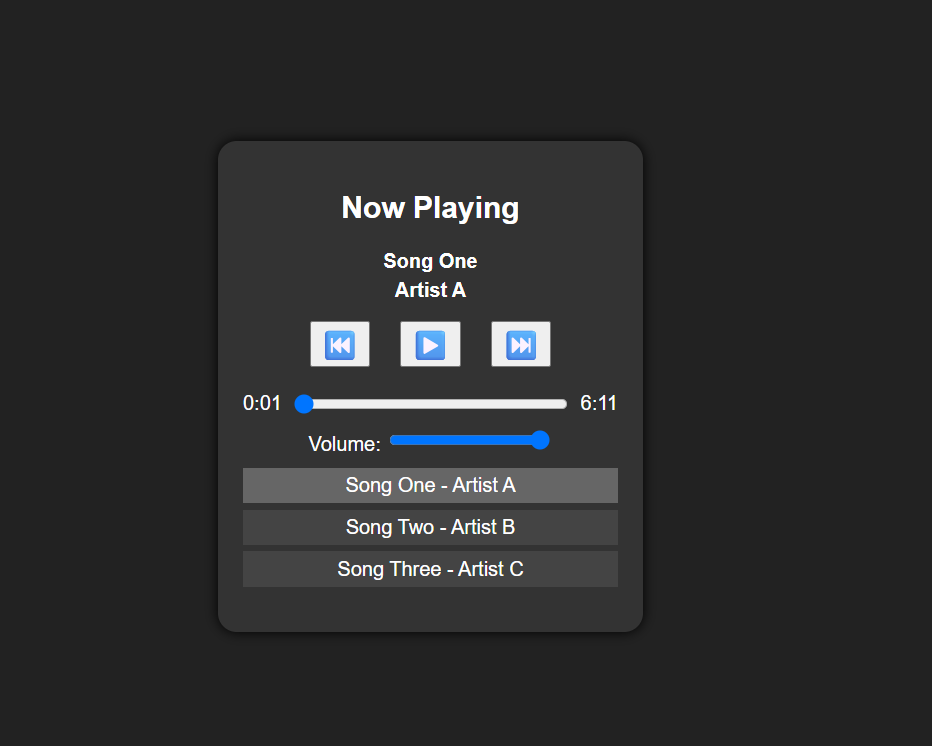 Now Playing
Song One
Artist A
⏮️ ▶️ ⏭️
0:01 6:11
Volume:
Song One - Artist A
Song Two - Artist B
Song Three - Artist C